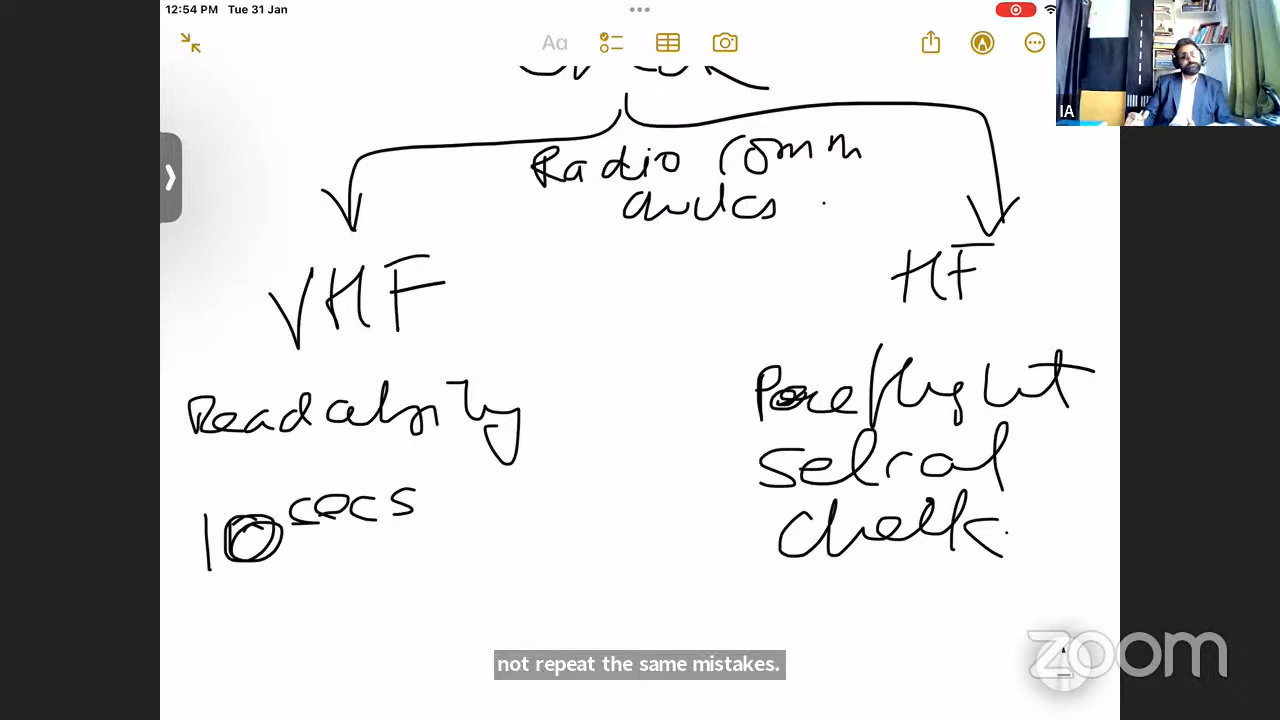 12:54 PM Tue 31 Jan
Aa
IA
Radio comm
checks .
VHF
HF
Readability
Preflight
selcal
check.
10 secs
not repeat the same mistakes.
zoom